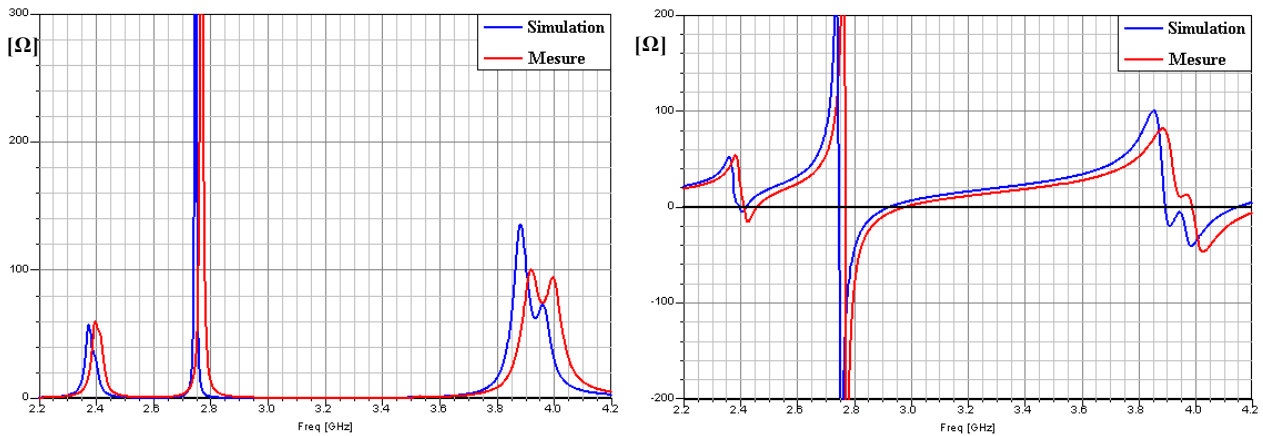 300
200
100
0
[Ω]
Simulation
Mesure
2.2 2.4 2.6 2.8 3.0 3.2 3.4 3.6 3.8 4.0 4.2
Freq [GHz]
200
100
0
-100
-200
[Ω]
Simulation
Mesure
2.2 2.4 2.6 2.8 3.0 3.2 3.4 3.6 3.8 4.0 4.2
Freq [GHz]